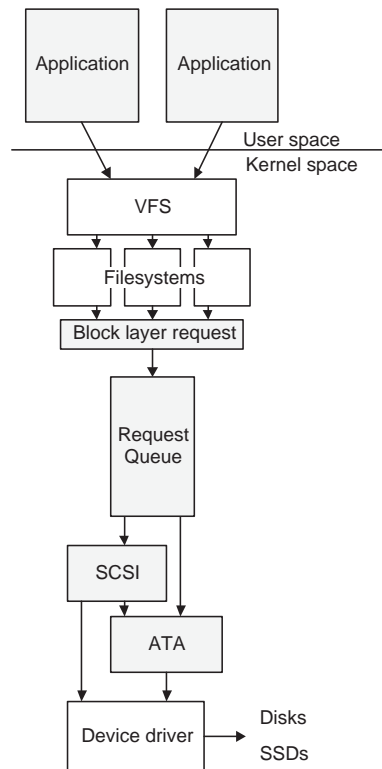 Application
Application
User space
Kernel space
VFS
Filesystems
Block layer request
Request
Queue
SCSI
ATA
Device driver
Disks
SSDs